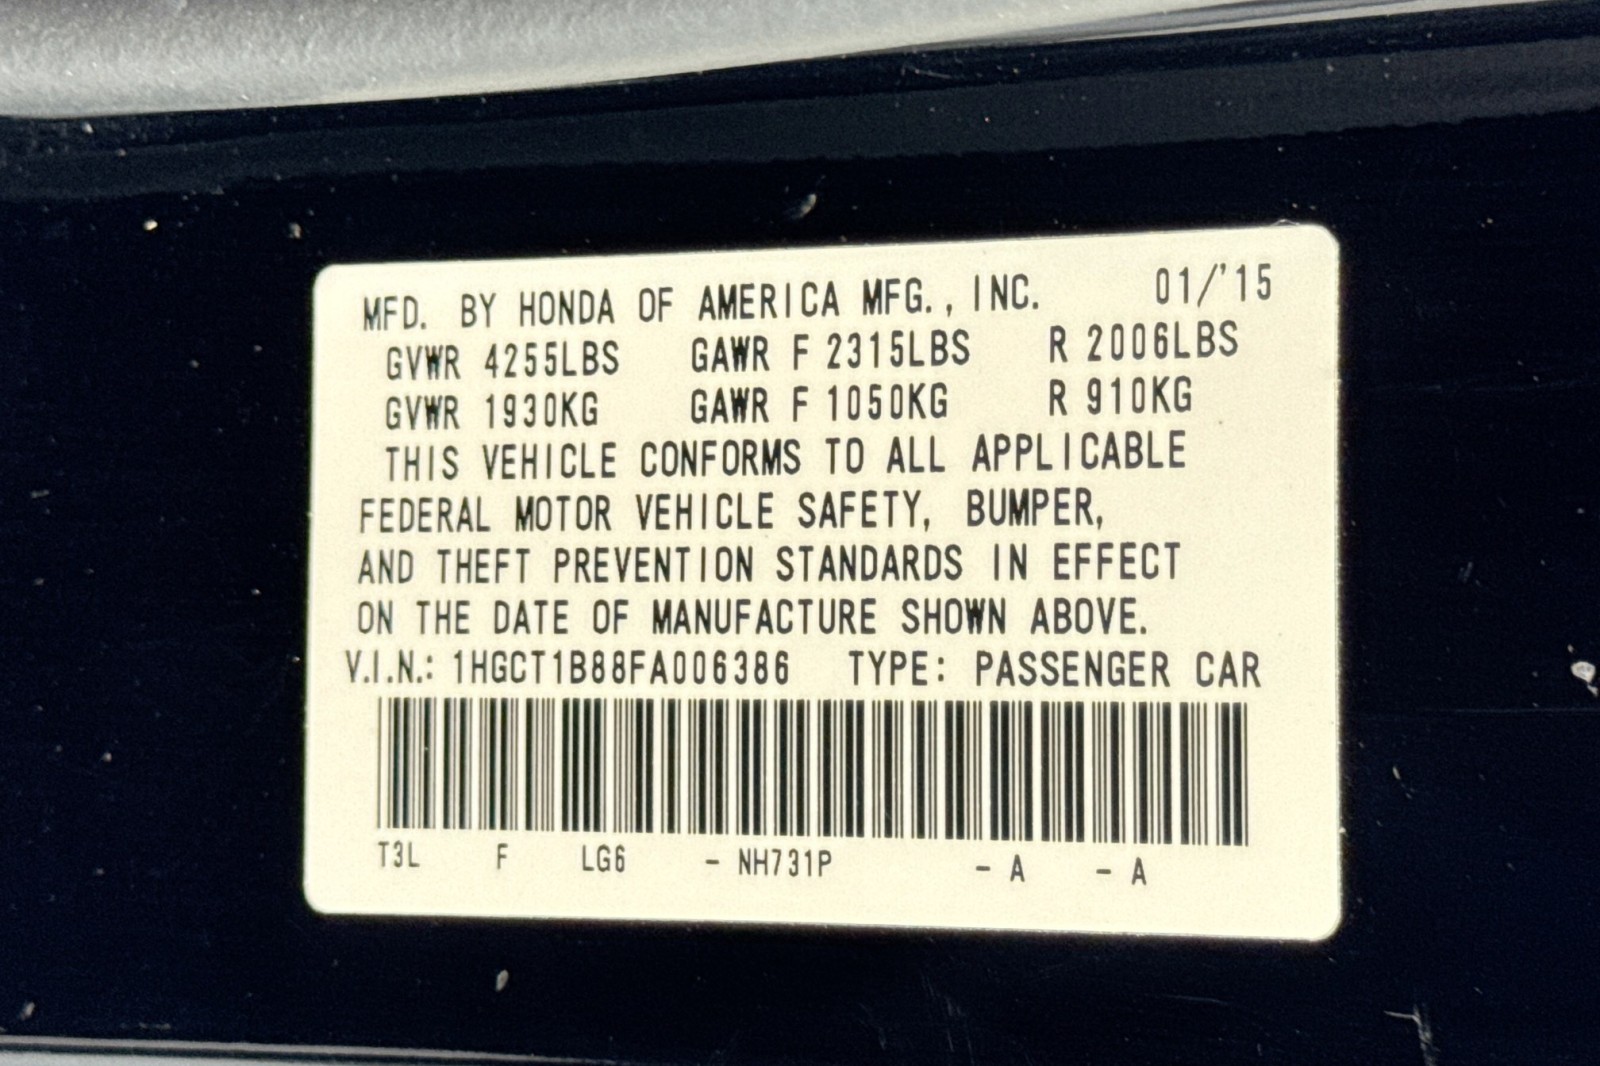 MFD. BY HONDA OF AMERICA MFG., INC. 01/'15
GVWR 4255LBS GAWR F 2315LBS R 2006LBS
GVWR 1930KG GAWR F 1050KG R 910KG
THIS VEHICLE CONFORMS TO ALL APPLICABLE
FEDERAL MOTOR VEHICLE SAFETY, BUMPER,
AND THEFT PREVENTION STANDARDS IN EFFECT
ON THE DATE OF MANUFACTURE SHOWN ABOVE.
V.I.N.: 1HGCT1B88FA006386 TYPE: PASSENGER CAR
T3L F LG6 - NH731P - A - A